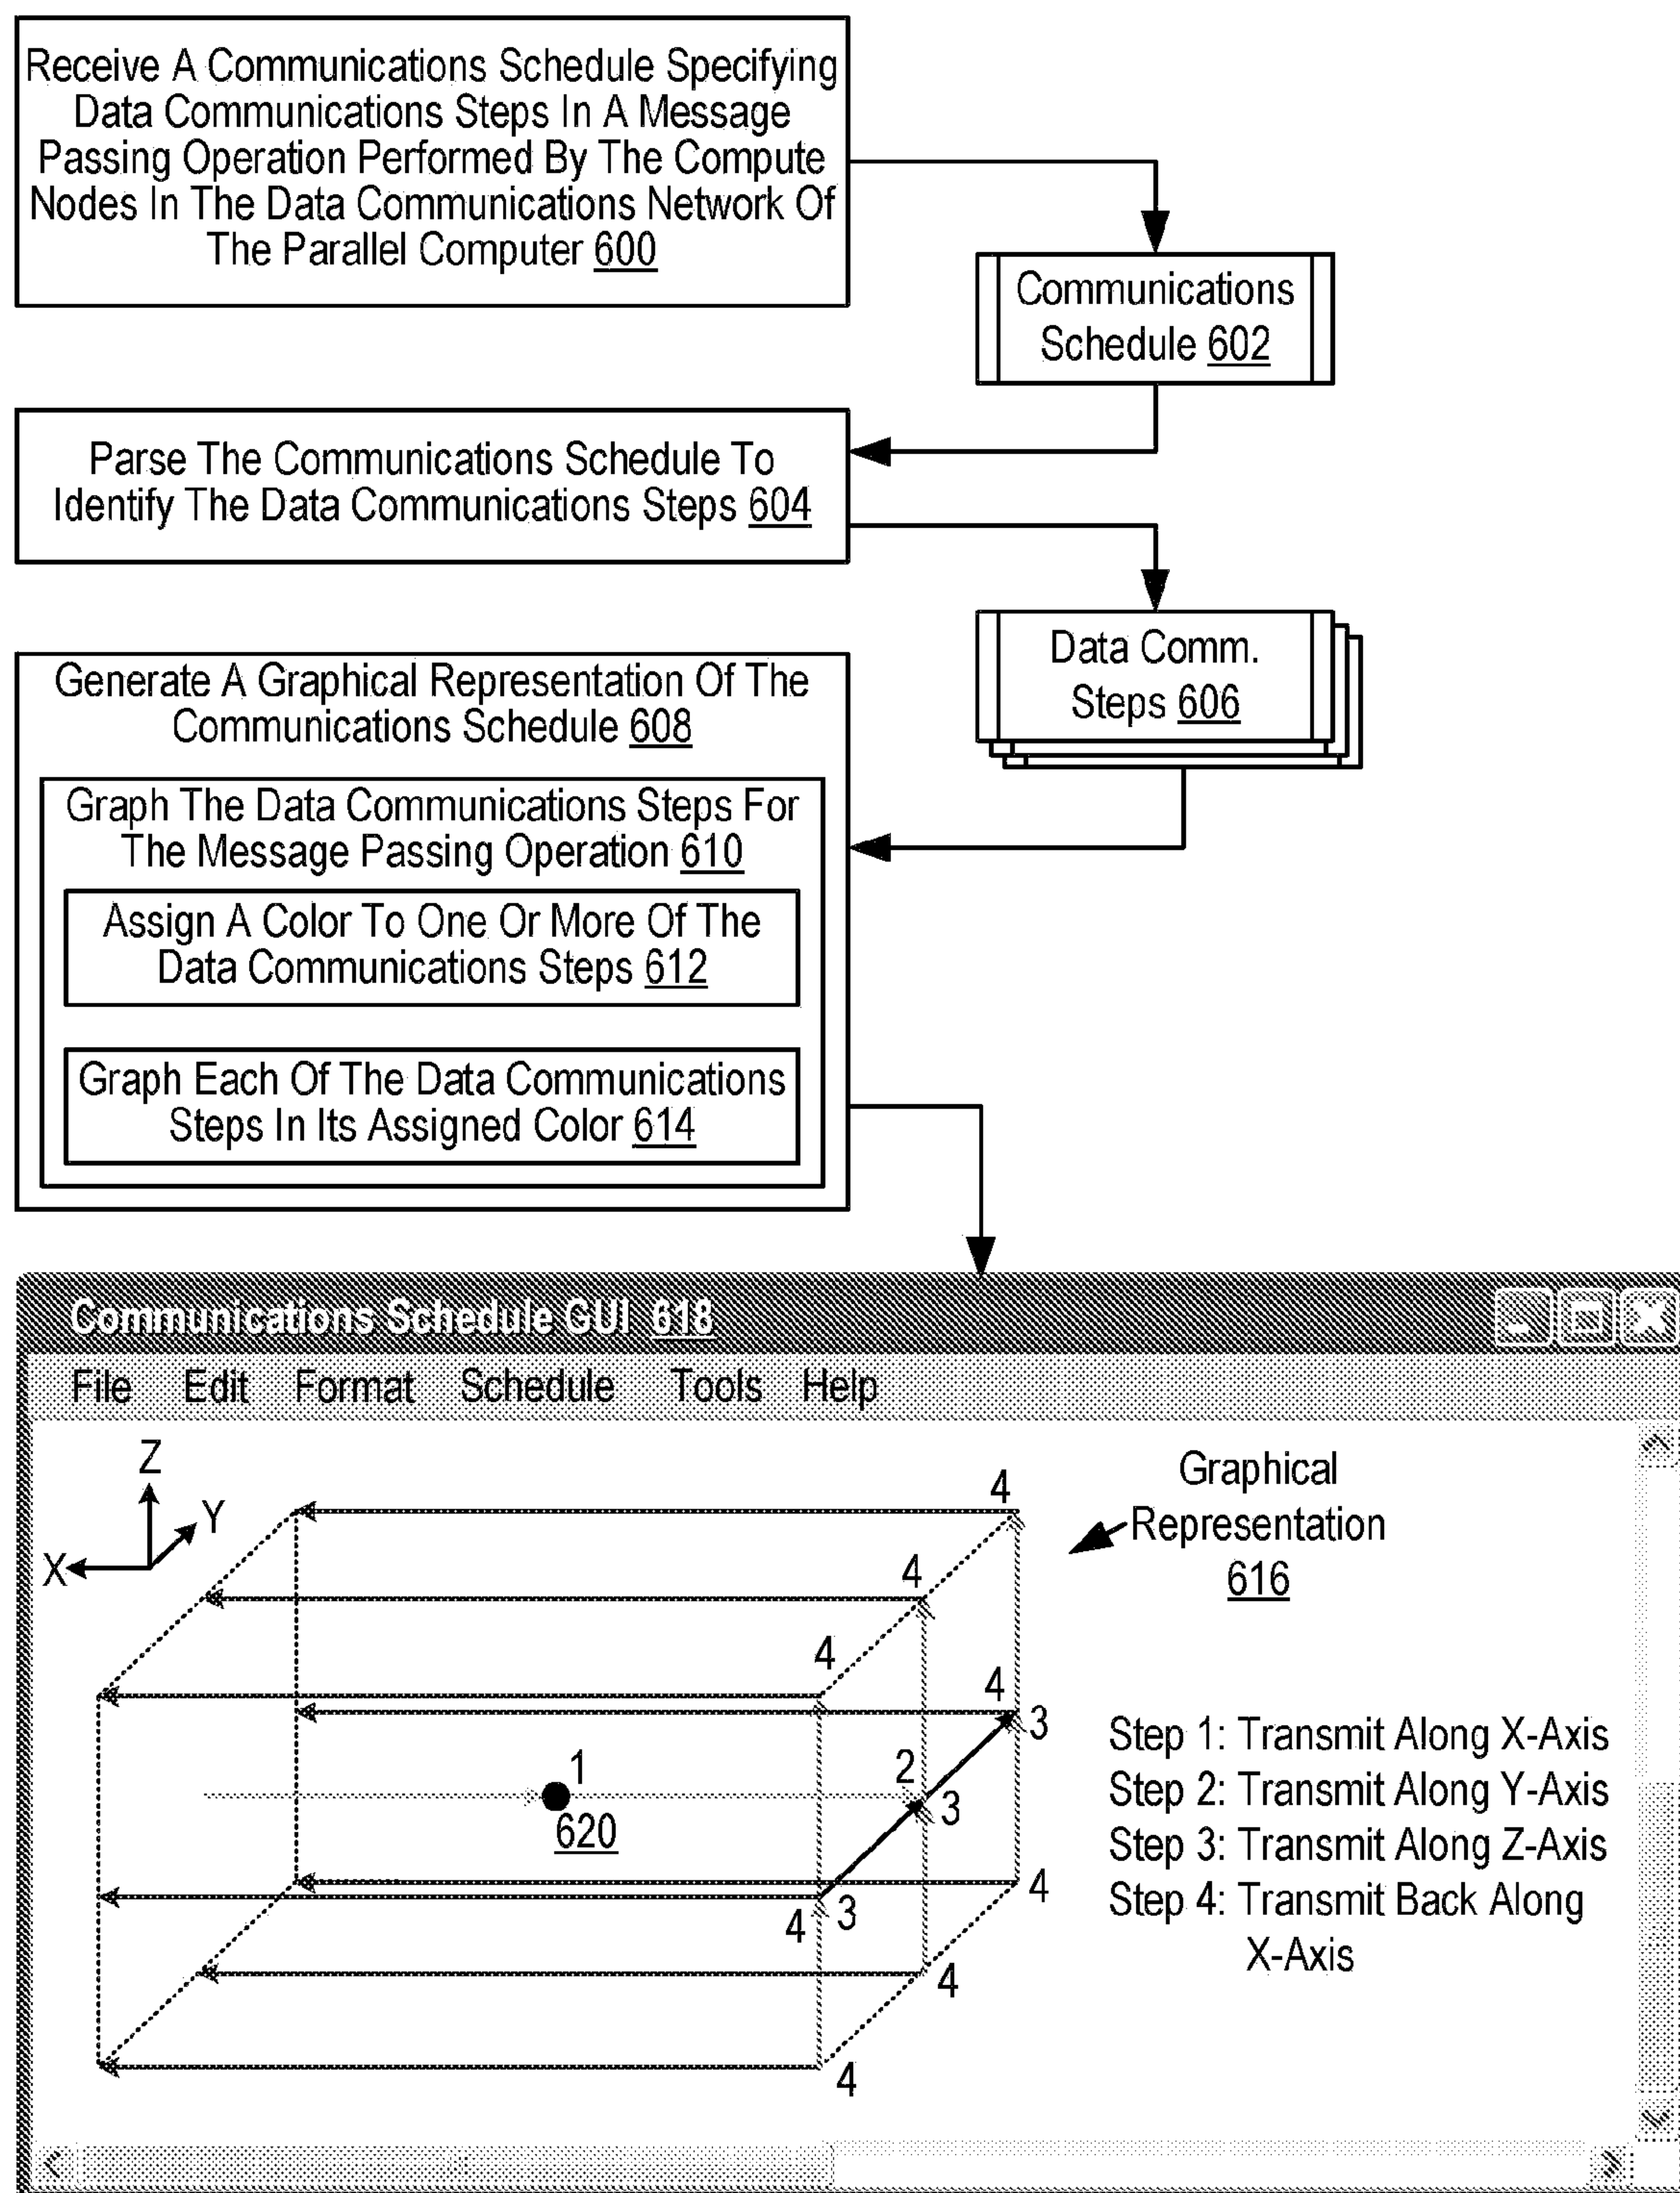 Receive A Communications Schedule Specifying
Data Communications Steps In A Message
Passing Operation Performed By The Compute
Nodes In The Data Communications Network Of
The Parallel Computer 600
Communications
Schedule 602
Parse The Communications Schedule To
Identify The Data Communications Steps 604
Data Comm.
Steps 606
Generate A Graphical Representation Of The
Communications Schedule 608
Graph The Data Communications Steps For
The Message Passing Operation 610
Assign A Color To One Or More Of The
Data Communications Steps 612
Graph Each Of The Data Communications
Steps In Its Assigned Color 614
Communications Schedule GUI 618
File Edit Format Schedule Tools Help
Z
Y
X
4
4
4
4
3
1
2
3
620
4
3
4
4
4
Graphical
Representation
616
Step 1: Transmit Along X-Axis
Step 2: Transmit Along Y-Axis
Step 3: Transmit Along Z-Axis
Step 4: Transmit Back Along
X-Axis